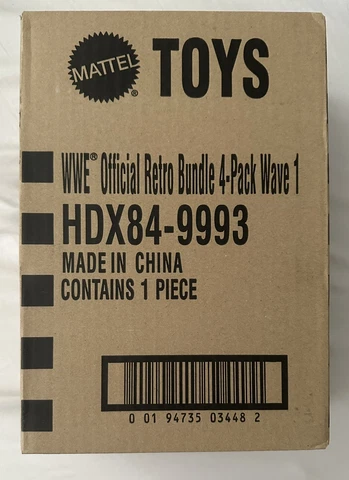 MATTEL® TOYS
WWE® Official Retro Bundle 4-Pack Wave 1
HDX84-9993
MADE IN CHINA
CONTAINS 1 PIECE
0 01 94735 03448 2